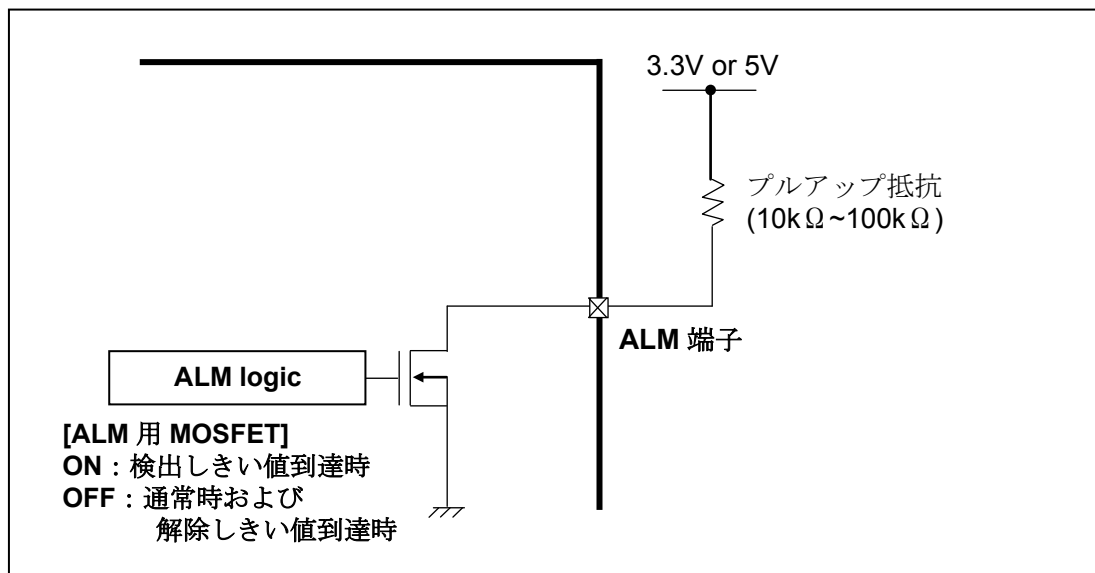 3.3V or 5V
プルアップ抵抗
(10kΩ~100kΩ)
ALM 端子
ALM logic
[ALM 用 MOSFET]
ON：検出しきい値到達時
OFF：通常時および
解除しきい値到達時